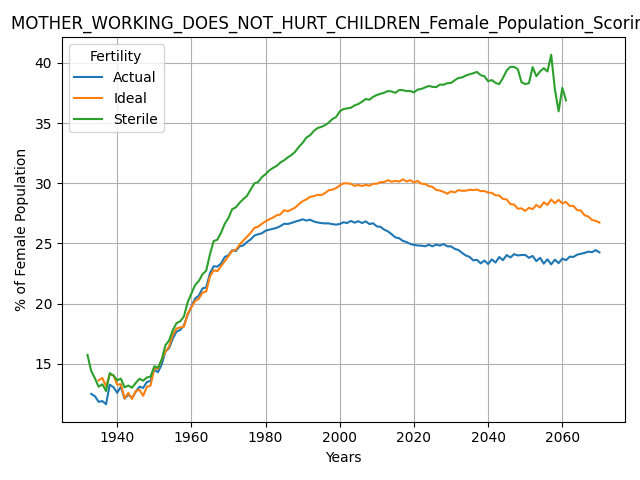 MOTHER_WORKING_DOES_NOT_HURT_CHILDREN_Female_Population_Scorin
Fertility
Actual
Ideal
Sterile
% of Female Population
40
35
30
25
20
15
1940
1960
1980
2000
2020
2040
2060
Years